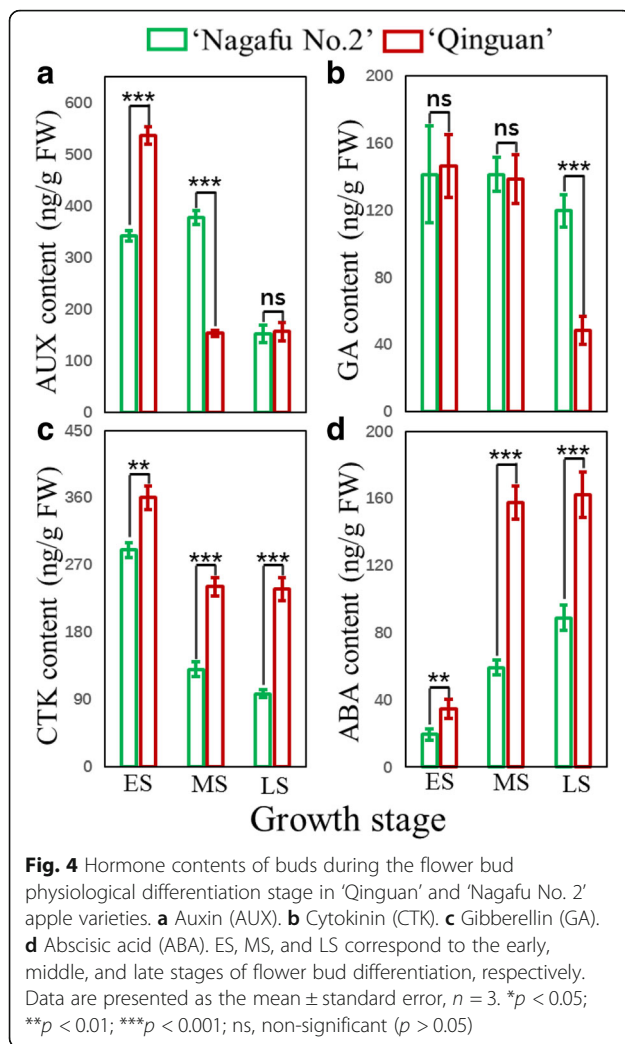 'Nagafu No.2' 'Qinguan'
a
AUX content (ng/g FW)
600
500
400
300
200
100
0
***
***
ns
b
GA content (ng/g FW)
200
160
120
80
40
0
ns
ns
***
c
CTK content (ng/g FW)
450
360
270
180
90
0
**
***
***
ES MS LS
d
ABA content (ng/g FW)
200
160
120
80
40
0
**
***
***
ES MS LS
Growth stage
Fig. 4 Hormone contents of buds during the flower bud
physiological differentiation stage in 'Qinguan' and 'Nagafu No. 2'
apple varieties. a Auxin (AUX). b Cytokinin (CTK). c Gibberellin (GA).
d Abscisic acid (ABA). ES, MS, and LS correspond to the early,
middle, and late stages of flower bud differentiation, respectively.
Data are presented as the mean ± standard error, n = 3. *p < 0.05;
**p < 0.01; ***p < 0.001; ns, non-significant (p > 0.05)